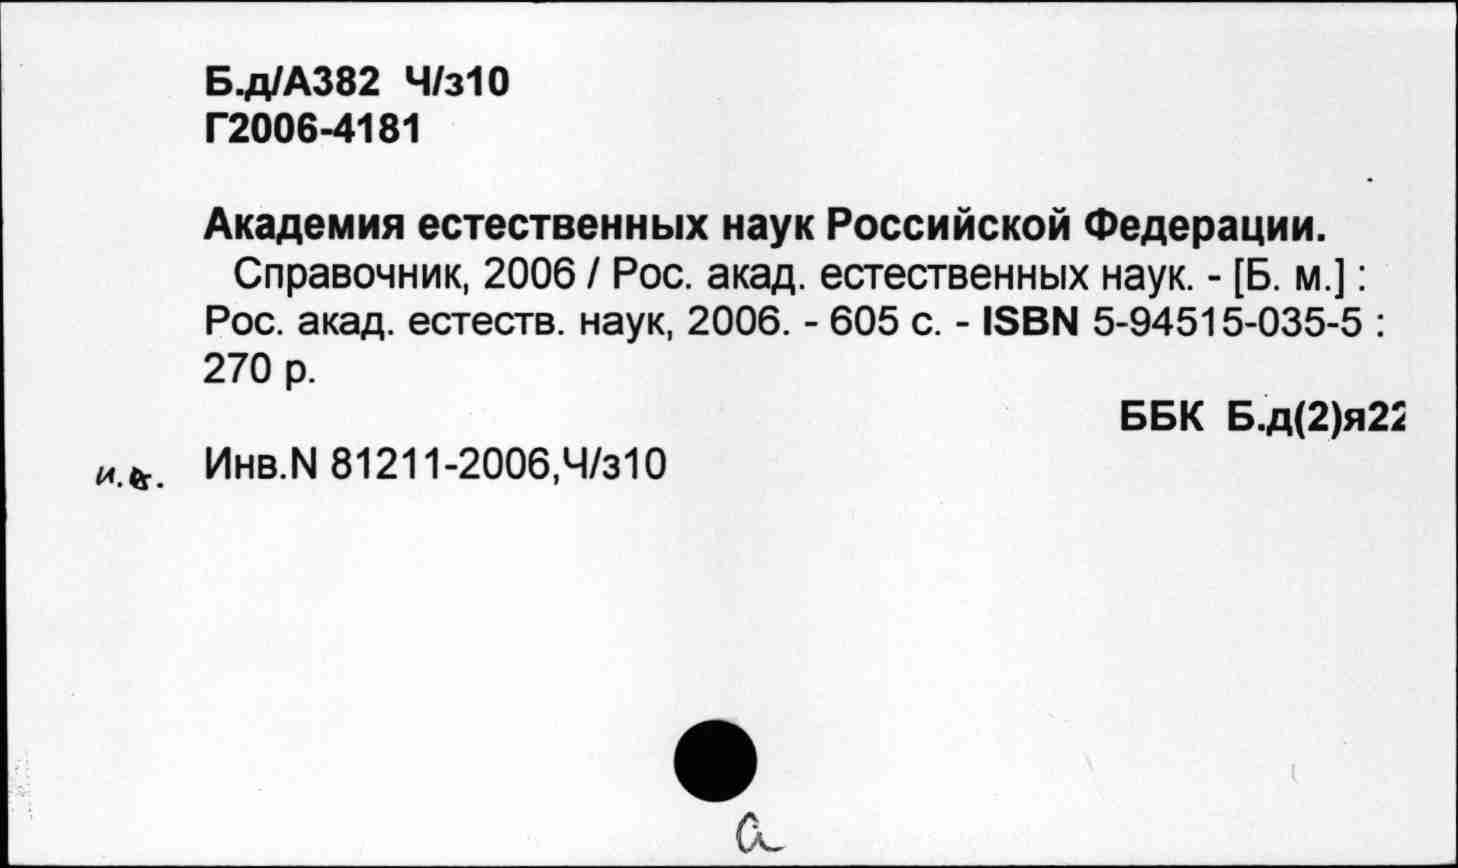 Б.д/А382 Ч/з10
Г2006-4181
Академия естественных наук Российской Федерации.
Справочник, 2006 / Рос. акад. естественных наук. - [Б. м.] :
Рос. акад. естеств. наук, 2006. - 605 с. - ISBN 5-94515-035-5 :
270 р.
ББК Б.д(2)я22
Инв.N 81211-2006,Ч/з10
а